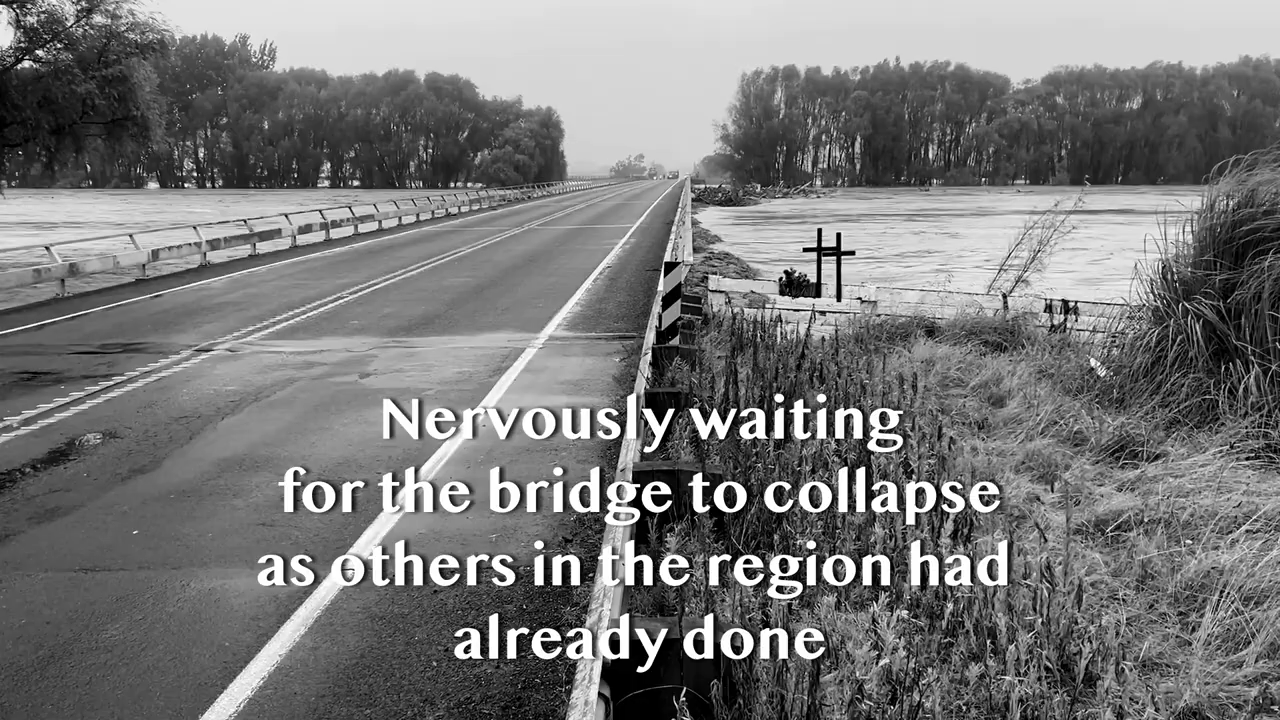 Nervously waiting
for the bridge to collapse
as others in the region had
already done